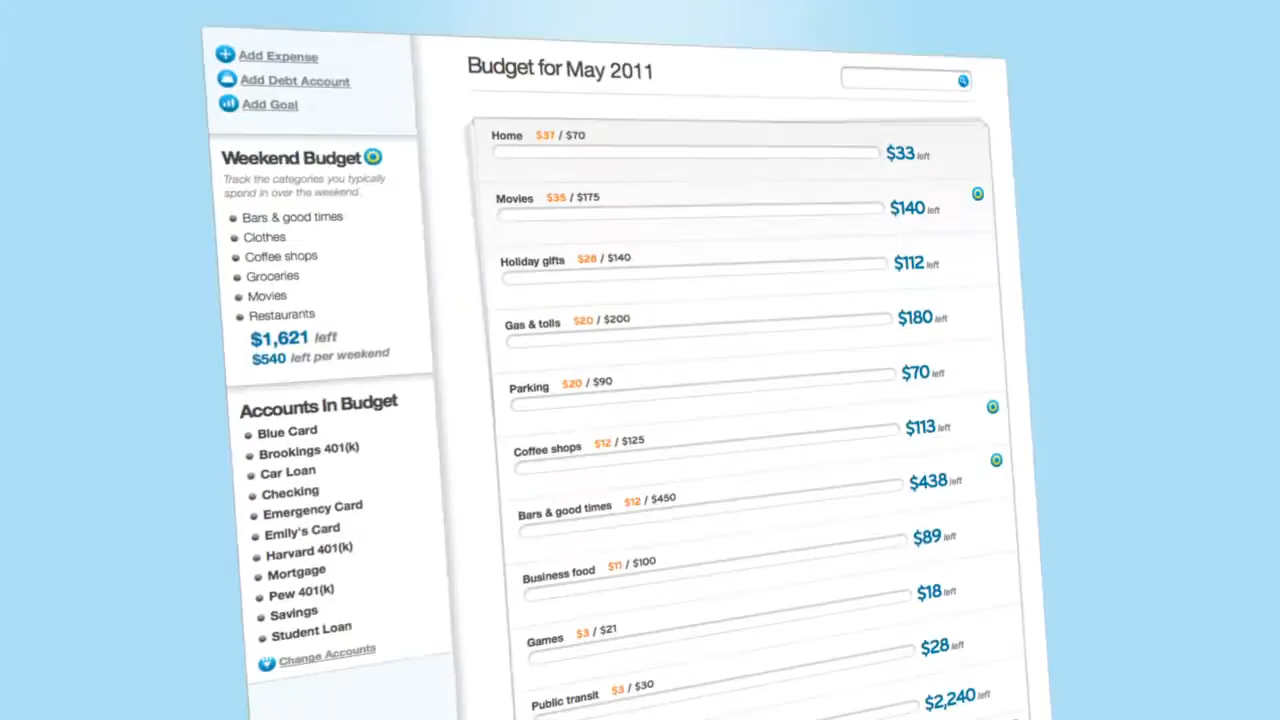 Add Expense
Add Debt Account
Add Goal
Weekend Budget
Track the categories you typically
spend in over the weekend.
Bars & good times
Clothes
Coffee shops
Groceries
Movies
Restaurants
$1,621 left
$540 left per weekend
Accounts In Budget
Blue Card
Brookings 401(k)
Car Loan
Checking
Emergency Card
Emily's Card
Harvard 401(k)
Mortgage
Pew 401(k)
Savings
Student Loan
Change Accounts
Budget for May 2011
Home $37 / $70
$33 left
Movies $35 / $175
$140 left
Holiday gifts $28 / $140
$112 left
Gas & tolls $20 / $200
$180 left
Parking $20 / $90
$70 left
Coffee shops $12 / $125
$113 left
Bars & good times $12 / $450
$438 left
Business food $11 / $100
$89 left
Games $3 / $21
$18 left
Public transit $3 / $30
$28 left
$2,240 left